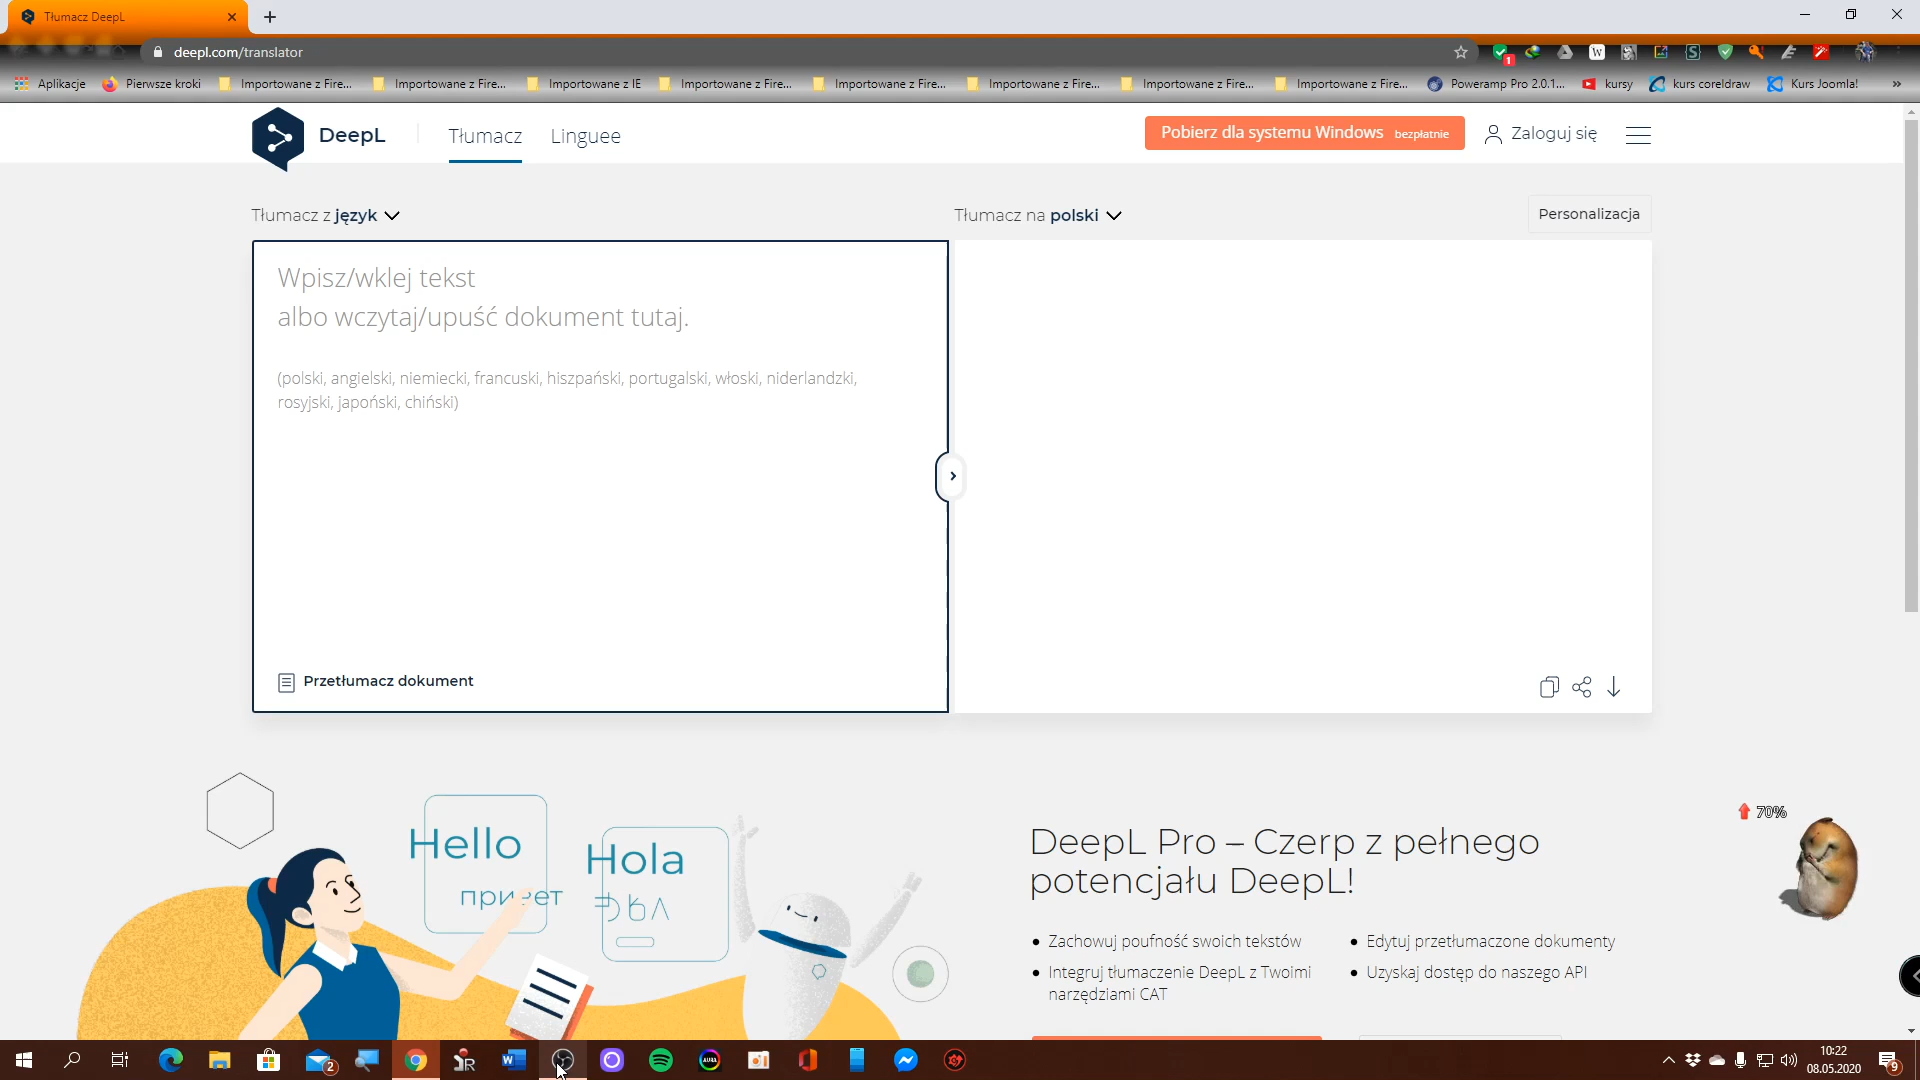 Tłumacz DeepL
deepl.com/translator
1
W
S
Aplikacje
Pierwsze kroki
Importowane z Fire...
Importowane z Fire...
Importowane z IE
Importowane z Fire...
Importowane z Fire...
Importowane z Fire...
Importowane z Fire...
Importowane z Fire...
Poweramp Pro 2.0.1...
kursy
kurs coreldraw
Kurs Joomla!
»
DeepL
Tłumacz
Linguee
Pobierz dla systemu Windows bezpłatnie
Zaloguj się
Tłumacz z język
Tłumacz na polski
Personalizacja
Wpisz/wklej tekst
albo wczytaj/upuść dokument tutaj.
(polski, angielski, niemiecki, francuski, hiszpański, portugalski, włoski, niderlandzki,
rosyjski, japoński, chiński)
Przetłumacz dokument
Hello
привет
Hola
70%
DeepL Pro – Czerp z pełnego
potencjału DeepL!
Zachowuj poufność swoich tekstów
Integruj tłumaczenie DeepL z Twoimi
narzędziami CAT
Edytuj przetłumaczone dokumenty
Uzyskaj dostęp do naszego API
2
R
W
AURA
10:22
08.05.2020
9